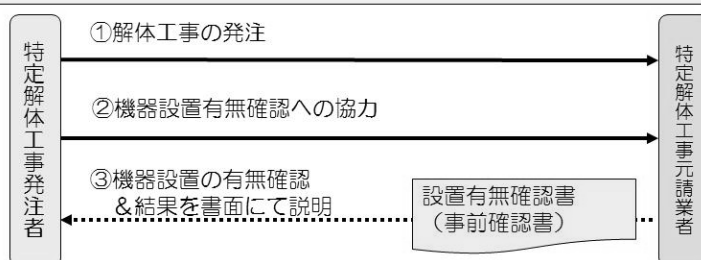 特定解体工事発注者
①解体工事の発注
②機器設置有無確認への協力
③機器設置の有無確認
＆結果を書面にて説明
設置有無確認書
（事前確認書）
特定解体工事元請業者